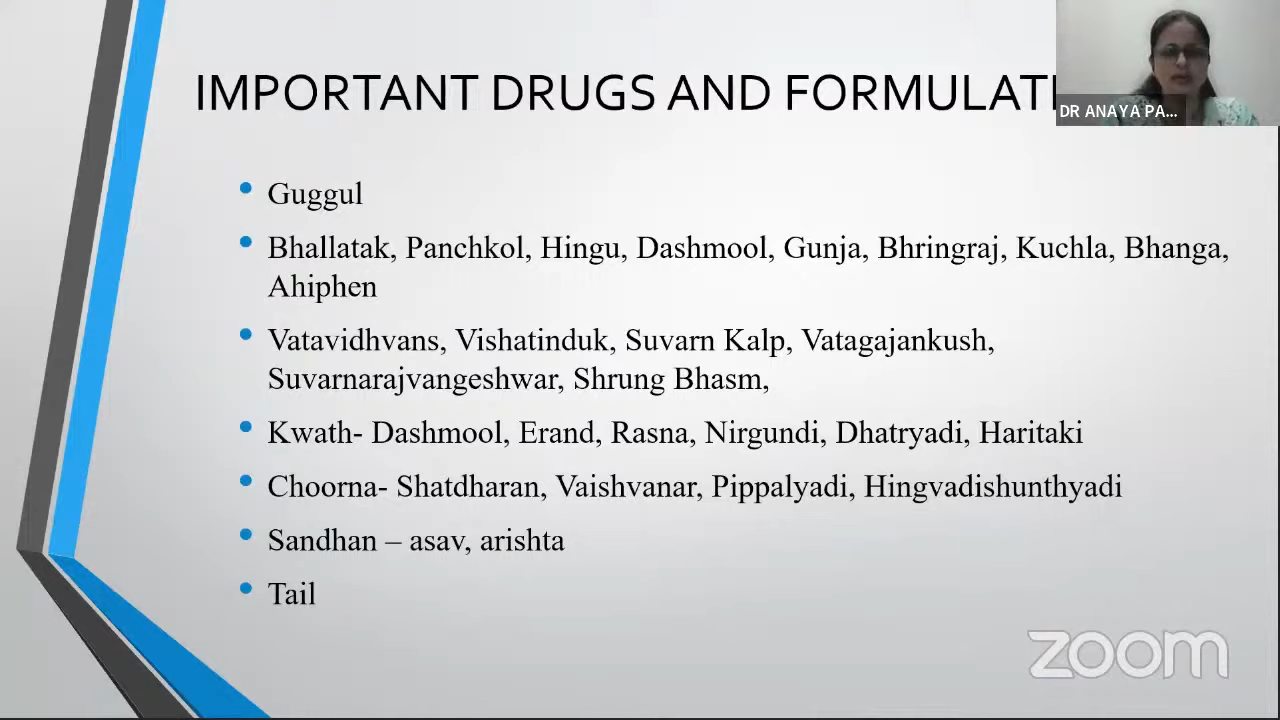 IMPORTANT DRUGS AND FORMULATI
DR ANAYA PA...
• Guggul
• Bhallatak, Panchkol, Hingu, Dashmool, Gunja, Bhringraj, Kuchla, Bhanga,
Ahiphen
• Vatavidhvans, Vishatinduk, Suvarn Kalp, Vatagajankush,
Suvarnarajvangeshwar, Shrung Bhasm,
• Kwath- Dashmool, Erand, Rasna, Nirgundi, Dhatryadi, Haritaki
• Choorna- Shatdharan, Vaishvanar, Pippalyadi, Hingvadishunthyadi
• Sandhan – asav, arishta
• Tail
zoom